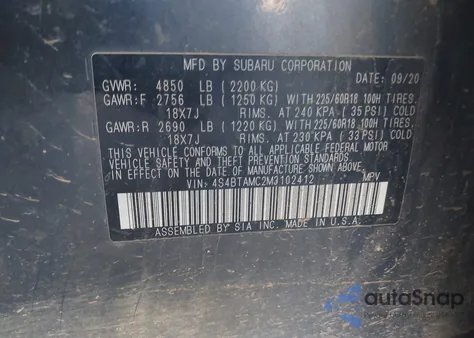 MFD BY SUBARU CORPORATION
DATE: 09/20
GVWR: 4850 LB (2200 KG)
GAWR:F 2756 LB (1250 KG) WITH 225/60R18 100H TIRES.
18X7J RIMS. AT 240 KPA ( 35 PSI) COLD
GAWR:R 2690 LB (1220 KG) WITH 225/60R18 100H TIRES.
18X7J RIMS. AT 230 KPA ( 33 PSI) COLD
THIS VEHICLE CONFORMS TO ALL APPLICABLE FEDERAL MOTOR
VEHICLE SAFETY, BUMPER, AND THEFT PREVENTION STANDARDS
IN EFFECT ON THE DATE OF MANUFACTURE SHOWN ABOVE.
VIN: 4S4BTAMC2M3102412 MPV
ASSEMBLED BY SIA INC. MADE IN U.S.A.
autoSnap